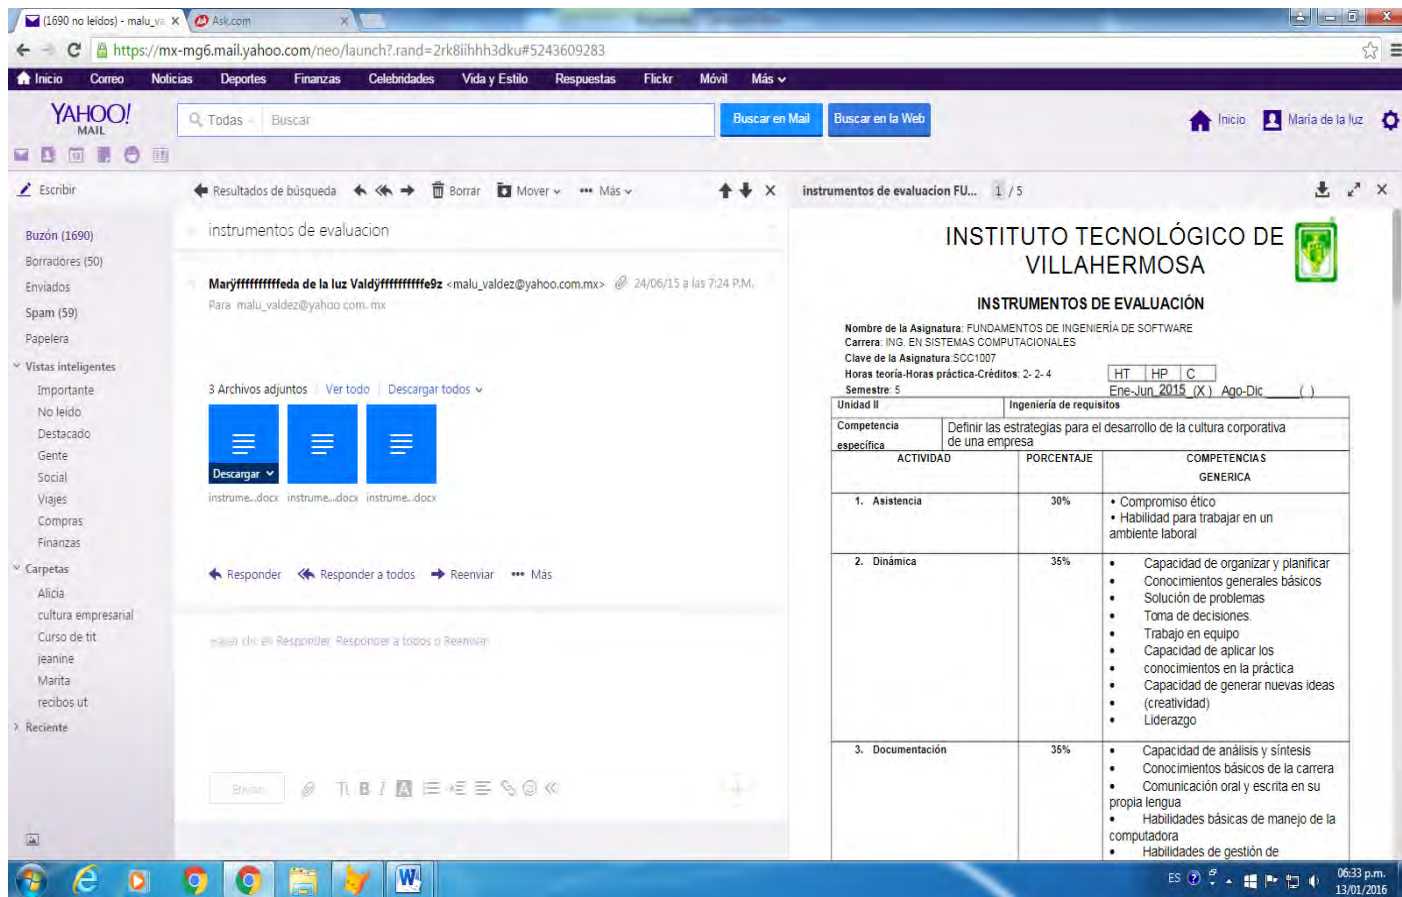 (1690 no leidos) - malu_va
Ask.com
https://mx-mg6.mail.yahoo.com/neo/launch?.rand=2rk8iihhh3dku#5243609283
Inicio Correo Noticias Deportes Finanzas Celebridades Vida y Estilo Respuestas Flickr Móvil Más
YAHOO!
MAIL
Todas
Buscar
Buscar en Mail
Buscar en la Web
Inicio
Maria de la luz
Escribir
Resultados de búsqueda
Borrar
Mover
Más
Buzón (1690)
Borradores (50)
Enviados
Spam (59)
Papelera
Vistas inteligentes
Importante
No leido
Destacado
Gente
Social
Viajes
Compras
Finanzas
Carpetas
Alicia
cultura empresarial
Curso de tit
jeanine
Marita
recibos ut
Reciente
instrumentos de evaluacion
Marÿffffffffffeda de la luz Valdÿffffffffffe9z <malu_valdez@yahoo.com.mx> 24/06/15 a las 7:24 P.M.
Para malu_valdez@yahoo com. mx
3 Archivos adjuntos Ver todo Descargar todos
Descargar
instrume...docx instrume...docx instrume...docx
Responder Responder a todos Reenviar Más
Responder, Responder a todos o Reenviar
Enviar
instrumentos de evaluacion FU... 1 / 5
INSTITUTO TECNOLÓGICO DE
VILLAHERMOSA
INSTRUMENTOS DE EVALUACIÓN
Nombre de la Asignatura: FUNDAMENTOS DE INGENIERÍA DE SOFTWARE
Carrera: ING. EN SISTEMAS COMPUTACIONALES
Clave de la Asignatura:SCC1007
Horas teoría-Horas práctica-Créditos: 2- 2- 4
HT HP C
Semestre: 5
Ene-Jun 2015 (X ) Ago-Dic ______( )
Unidad II
Ingeniería de requisitos
Competencia
específica
Definir las estrategias para el desarrollo de la cultura corporativa
de una empresa
ACTIVIDAD PORCENTAJE COMPETENCIAS
GENERICA
1. Asistencia 30% • Compromiso ético
• Habilidad para trabajar en un
ambiente laboral
2. Dinámica 35% • Capacidad de organizar y planificar
• Conocimientos generales básicos
• Solución de problemas
• Toma de decisiones.
• Trabajo en equipo
• Capacidad de aplicar los
• conocimientos en la práctica
• Capacidad de generar nuevas ideas
• (creatividad)
• Liderazgo
3. Documentación 35% • Capacidad de análisis y síntesis
• Conocimientos básicos de la carrera
• Comunicación oral y escrita en su
propia lengua
• Habilidades básicas de manejo de la
computadora
• Habilidades de gestión de
ES
06:33 p.m.
13/01/2016